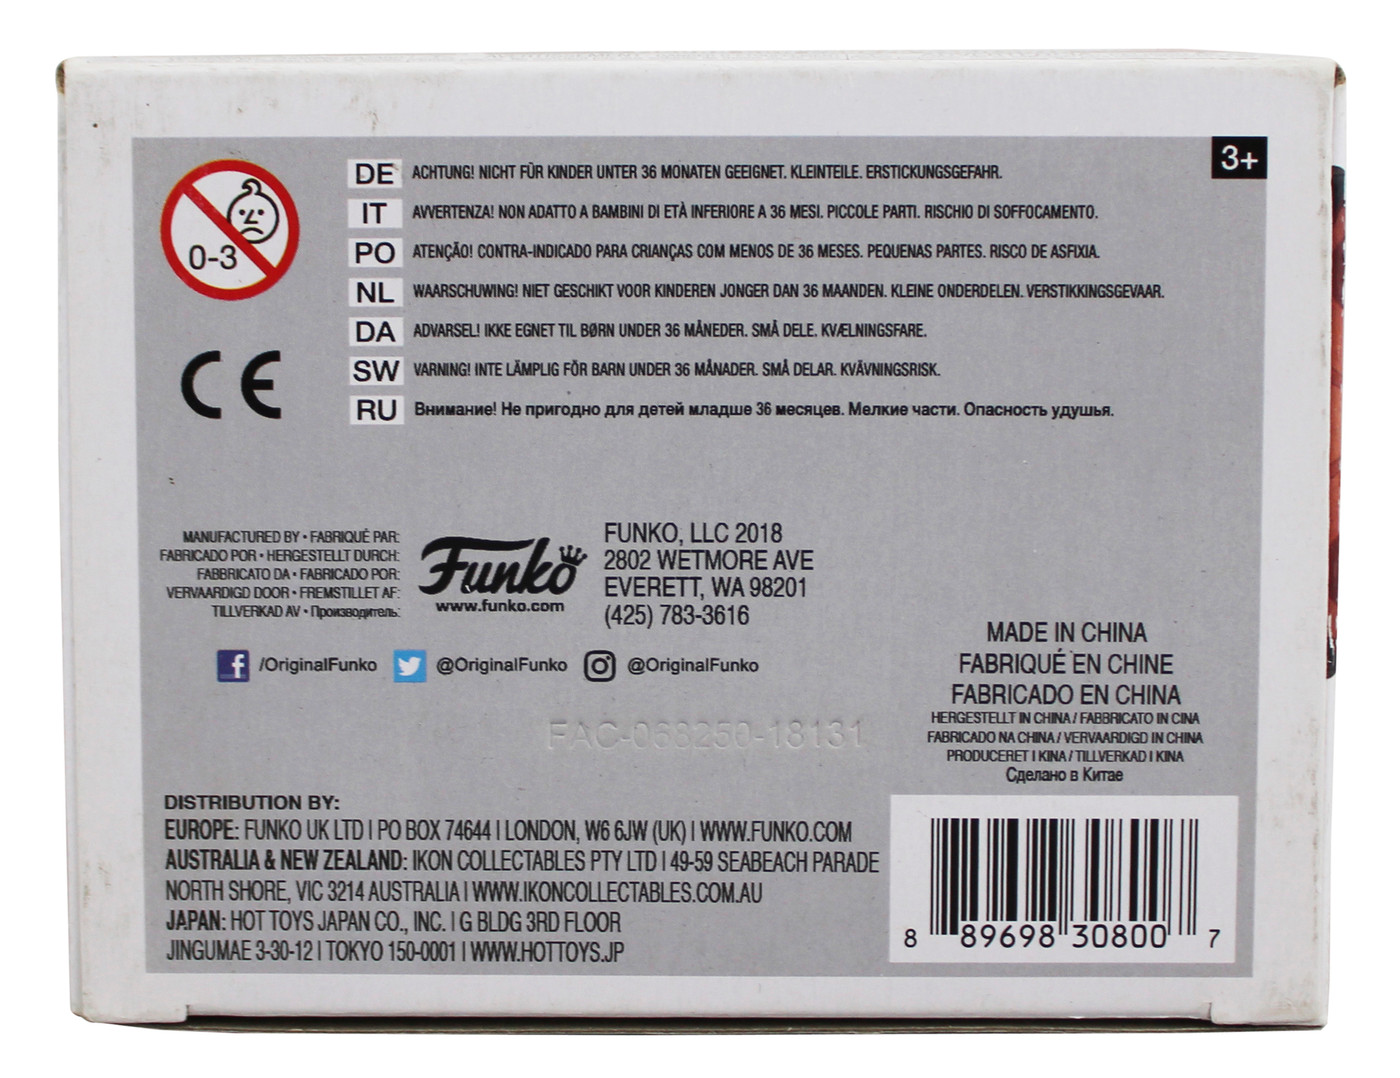 3+
0-3
DE ACHTUNG! NICHT FÜR KINDER UNTER 36 MONATEN GEEIGNET. KLEINTEILE. ERSTICKUNGSGEFAHR.
IT AVVERTENZA! NON ADATTO A BAMBINI DI ETÀ INFERIORE A 36 MESI. PICCOLE PARTI. RISCHIO DI SOFFOCAMENTO.
PO ATENÇÃO! CONTRA-INDICADO PARA CRIANÇAS COM MENOS DE 36 MESES. PEQUENAS PARTES. RISCO DE ASFIXIA.
NL WAARSCHUWING! NIET GESCHIKT VOOR KINDEREN JONGER DAN 36 MAANDEN. KLEINE ONDERDELEN. VERSTIKKINGSGEVAAR.
DA ADVARSEL! IKKE EGNET TIL BØRN UNDER 36 MÅNEDER. SMÅ DELE. KVÆLNINGSFARE.
SW VARNING! INTE LÄMPLIG FÖR BARN UNDER 36 MÅNADER. SMÅ DELAR. KVÄVNINGSRISK.
RU Внимание! Не пригодно для детей младше 36 месяцев. Мелкие части. Опасность удушья.
CE
MANUFACTURED BY • FABRIQUÉ PAR:
FABRICADO POR • HERGESTELLT DURCH:
FABBRICATO DA • FABRICADO POR:
VERVAARDIGD DOOR • FREMSTILLET AF:
TILLVERKAD AV • Производитель:
Funko
www.funko.com
FUNKO, LLC 2018
2802 WETMORE AVE
EVERETT, WA 98201
(425) 783-3616
/OriginalFunko @OriginalFunko @OriginalFunko
FAC-068250-18131
MADE IN CHINA
FABRIQUÉ EN CHINE
FABRICADO EN CHINA
HERGESTELLT IN CHINA / FABBRICATO IN CINA
FABRICADO NA CHINA / VERVAARDIGD IN CHINA
PRODUCERET I KINA / TILLVERKAD I KINA
Сделано в Китае
DISTRIBUTION BY:
EUROPE: FUNKO UK LTD | PO BOX 74644 | LONDON, W6 6JW (UK) | WWW.FUNKO.COM
AUSTRALIA & NEW ZEALAND: IKON COLLECTABLES PTY LTD | 49-59 SEABEACH PARADE
NORTH SHORE, VIC 3214 AUSTRALIA | WWW.IKONCOLLECTABLES.COM.AU
JAPAN: HOT TOYS JAPAN CO., INC. | G BLDG 3RD FLOOR
JINGUMAE 3-30-12 | TOKYO 150-0001 | WWW.HOTTOYS.JP
8 89698 30800 7